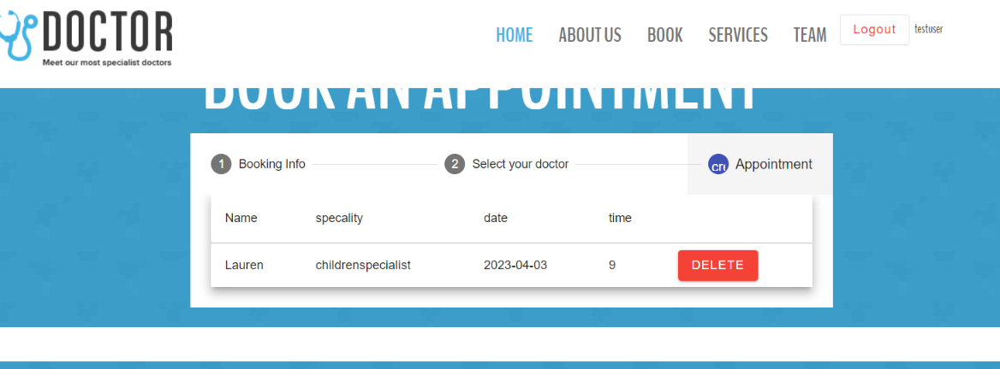 DOCTOR
Meet our most specialist doctors
HOME ABOUT US BOOK SERVICES TEAM Logout testuser
BOOK AN APPOINTMENT
1 Booking Info 2 Select your doctor Appointment
Name specality date time
Lauren childrenspecialist 2023-04-03 9 DELETE